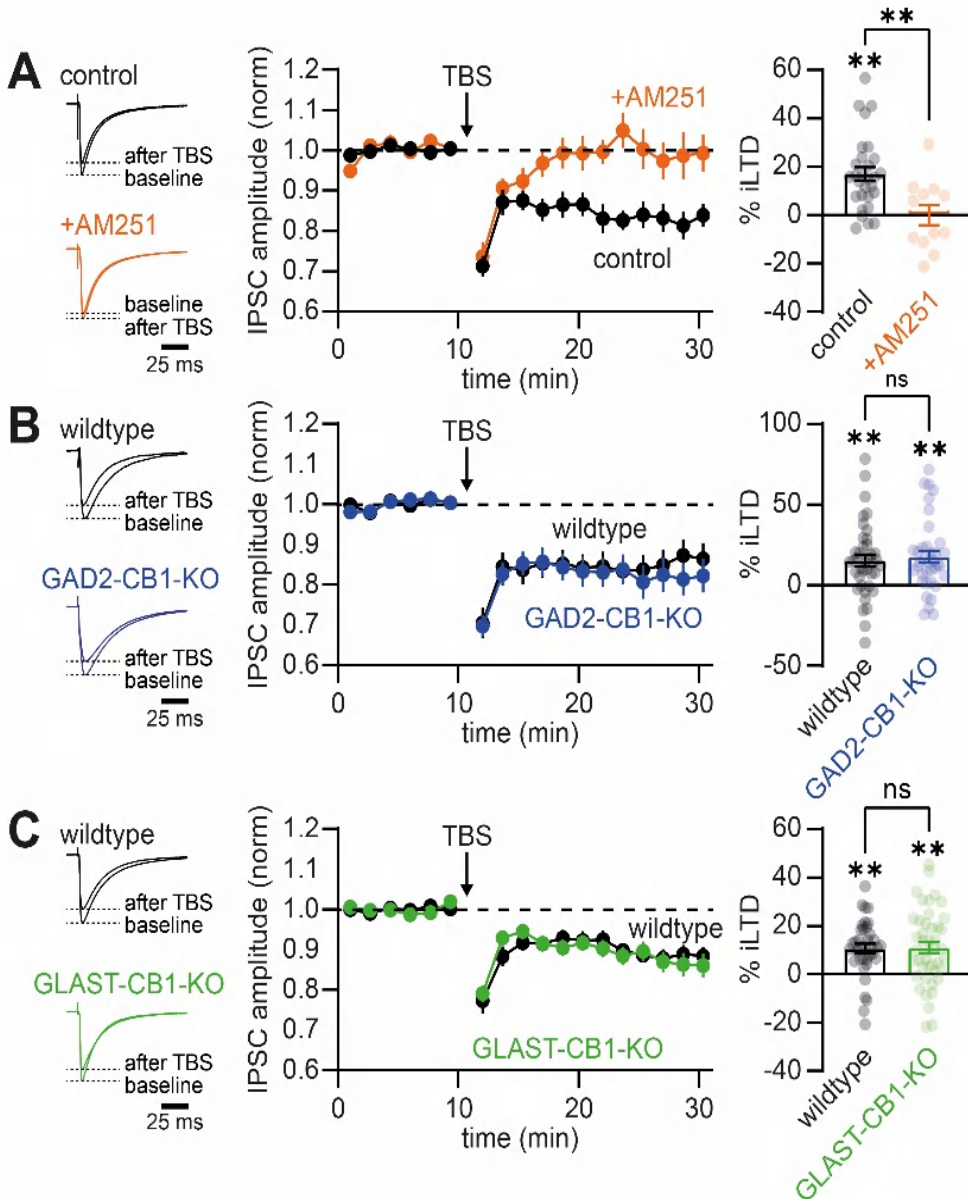 A
control
after TBS
baseline
+AM251
baseline
after TBS
25 ms
IPSC amplitude (norm)
1.2
1.1
1.0
0.9
0.8
0.7
0.6
TBS
+AM251
control
0
10
20
30
time (min)
**
**
% iLTD
60
40
20
0
-20
-40
control
+AM251
B
wildtype
after TBS
baseline
GAD2-CB1-KO
after TBS
baseline
25 ms
IPSC amplitude (norm)
1.2
1.1
1.0
0.9
0.8
0.7
0.6
TBS
wildtype
GAD2-CB1-KO
0
10
20
30
time (min)
ns
**
**
% iLTD
100
50
0
-50
wildtype
GAD2-CB1-KO
C
wildtype
after TBS
baseline
GLAST-CB1-KO
after TBS
baseline
25 ms
IPSC amplitude (norm)
1.2
1.1
1.0
0.9
0.8
0.7
0.6
TBS
wildtype
GLAST-CB1-KO
0
10
20
30
time (min)
ns
**
**
% iLTD
60
40
20
0
-20
-40
wildtype
GLAST-CB1-KO